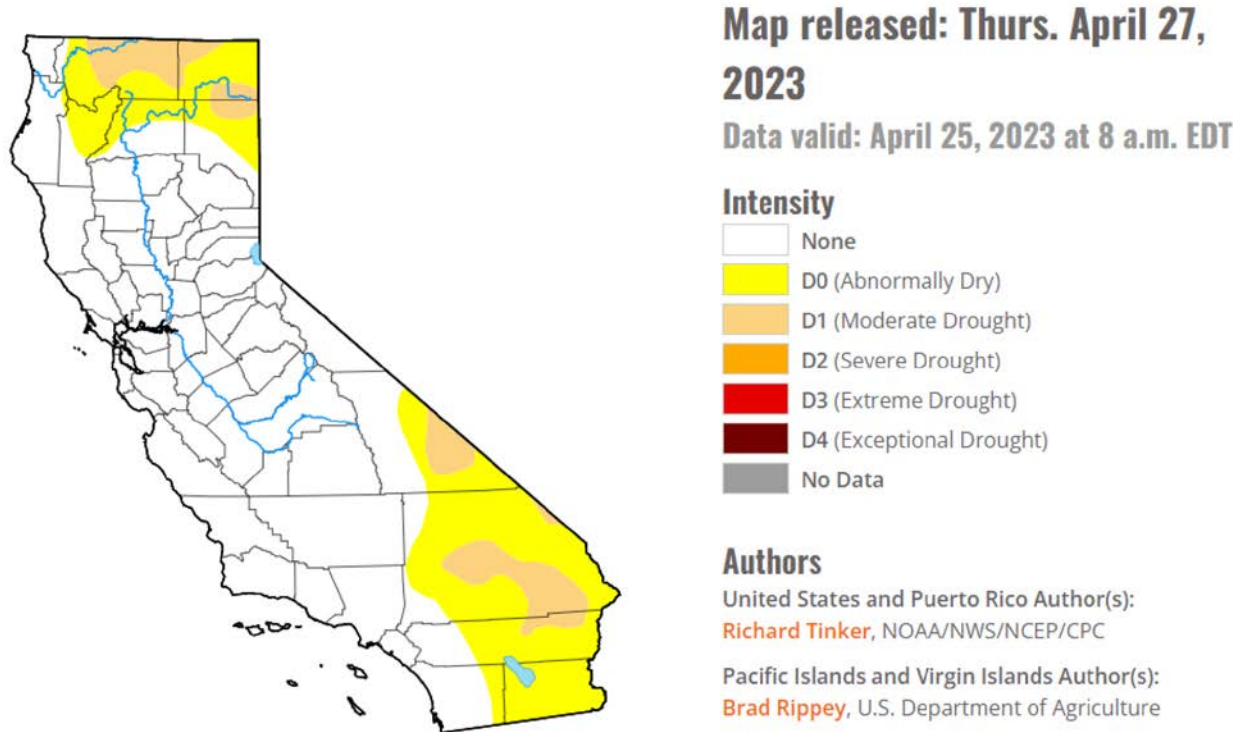 Map released: Thurs. April 27,
2023
Data valid: April 25, 2023 at 8 a.m. EDT
Intensity
None
D0 (Abnormally Dry)
D1 (Moderate Drought)
D2 (Severe Drought)
D3 (Extreme Drought)
D4 (Exceptional Drought)
No Data
Authors
United States and Puerto Rico Author(s):
Richard Tinker, NOAA/NWS/NCEP/CPC
Pacific Islands and Virgin Islands Author(s):
Brad Rippey, U.S. Department of Agriculture